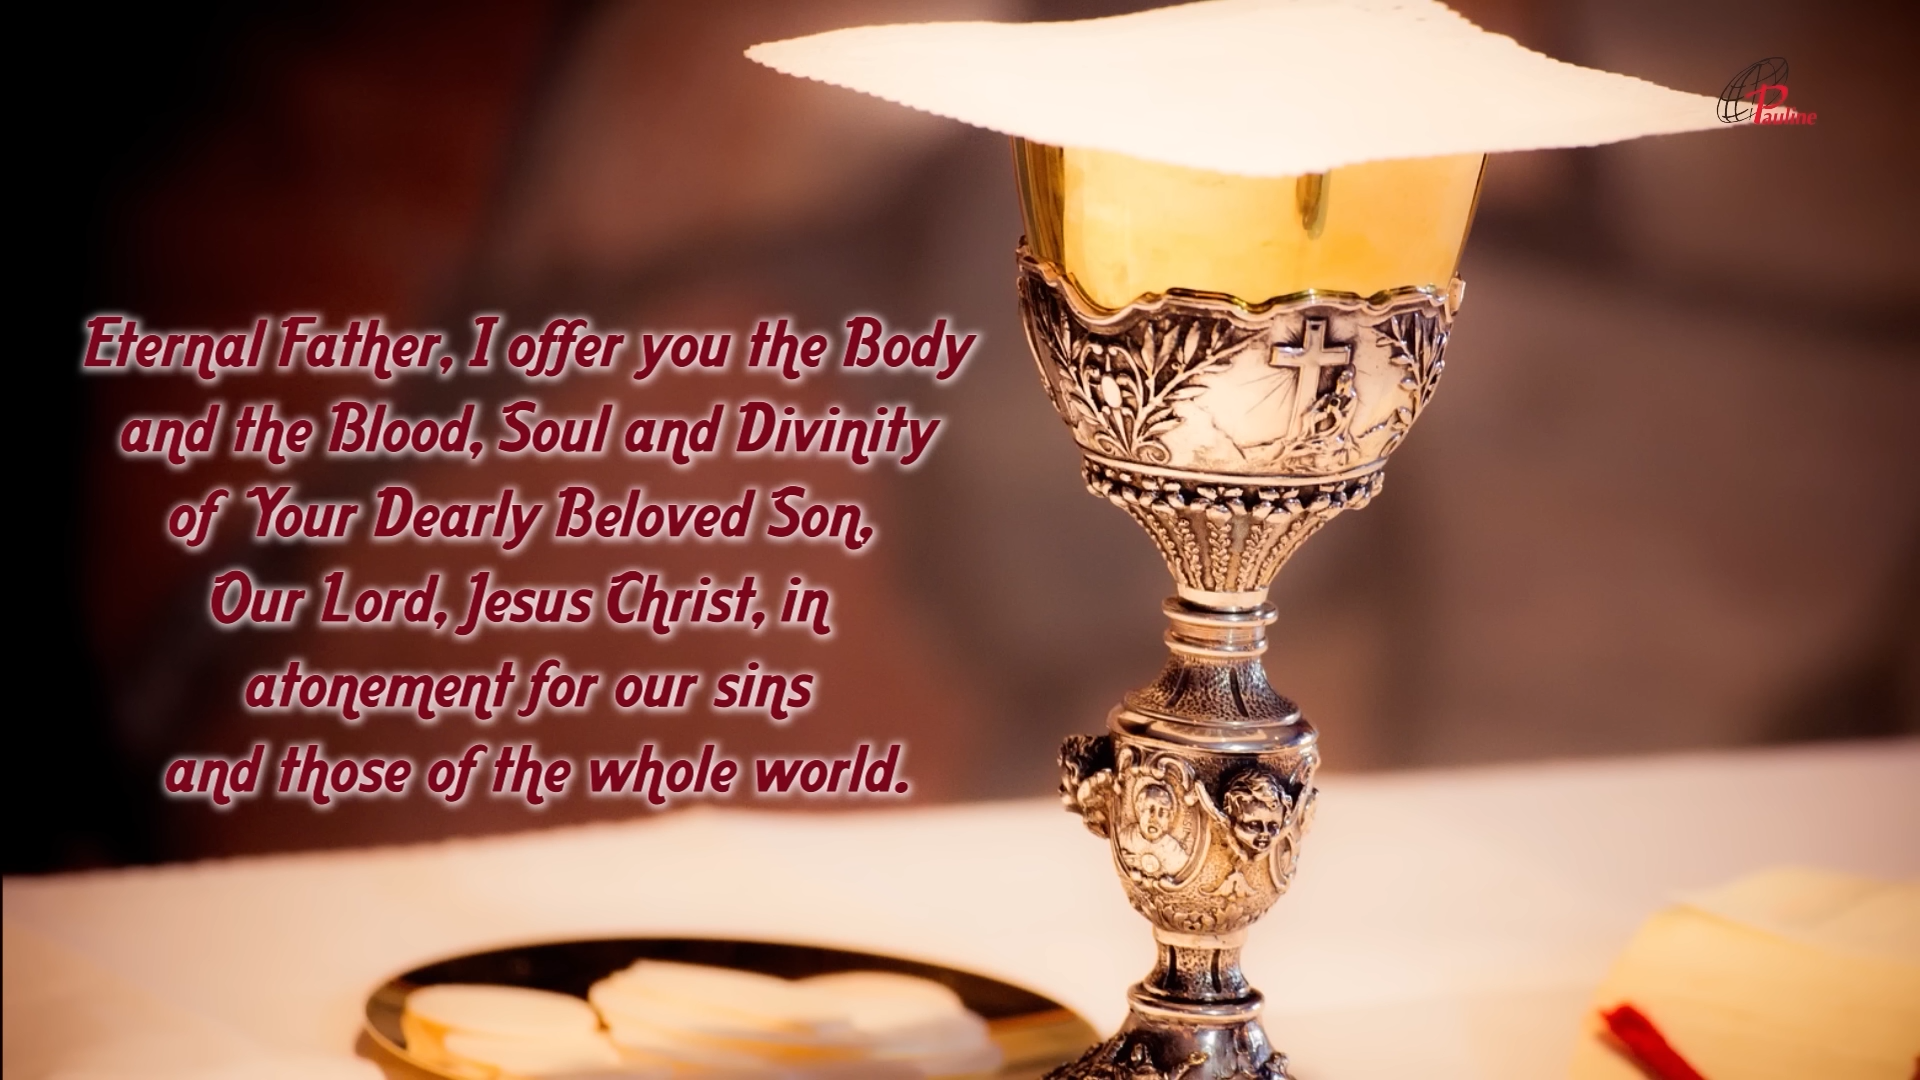 Pauline
Eternal Father, I offer you the Body
and the Blood, Soul and Divinity
of Your Dearly Beloved Son,
Our Lord, Jesus Christ, in
atonement for our sins
and those of the whole world.